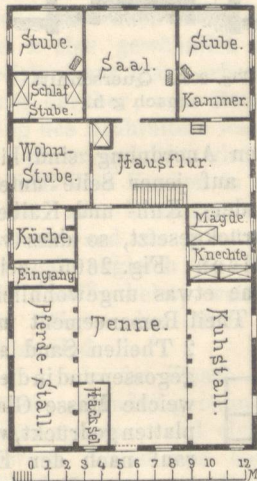 Stube.
Saal.
Stube.
Schlaf
Stube.
Kammer.
Wohn-
Stube.
Hausflur.
Küche.
Mägde
Knechte
Eingang
Pferde Stall.
Tenne.
Kuhstall.
Häcksel
0 1 2 3 4 5 6 7 8 9 10 12 M